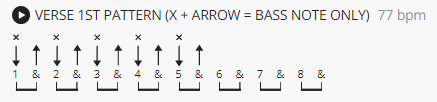 VERSE 1ST PATTERN (X + ARROW = BASS NOTE ONLY) 77 bpm
× × × × ×
↓ ↑ ↓ ↑ ↓ ↑ ↓ ↑ ↓ ↑
1 & 2 & 3 & 4 & 5 & 6 & 7 & 8 &